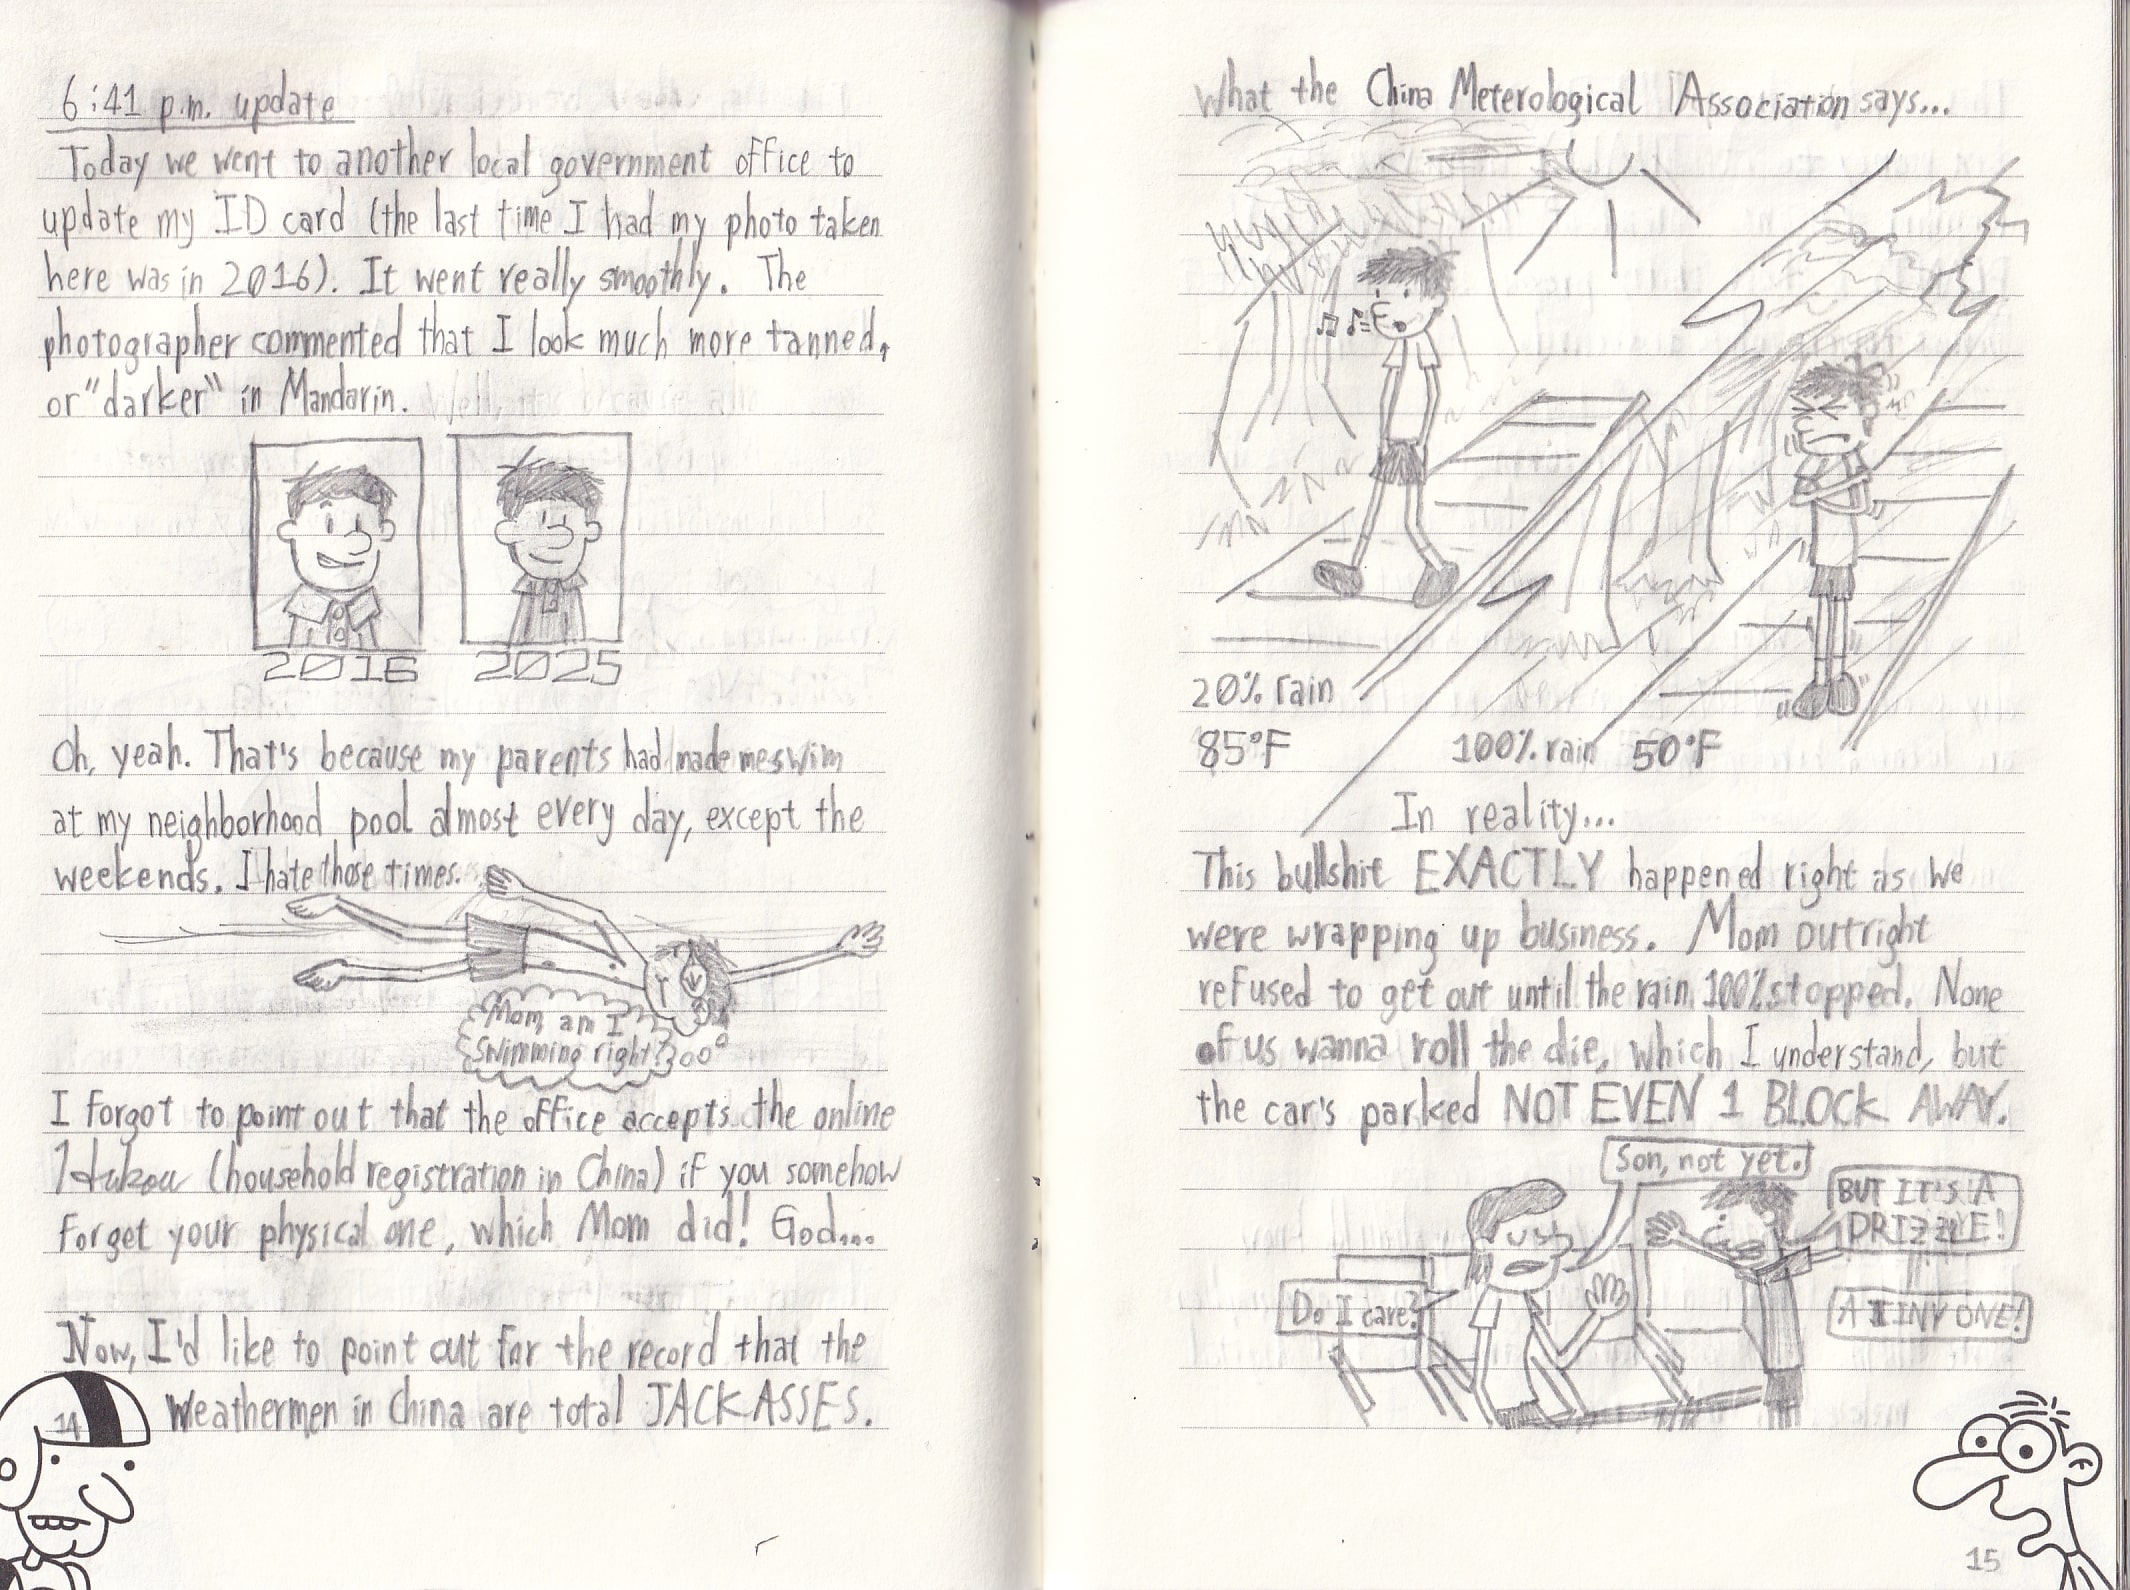 6:41 p.m. update
Today we went to another local government office to
update my ID card (the last time I had my photo taken
here was in 2016). It went really smoothly. The
photographer commented that I look much more tanned,
or "darker" in Mandarin.
2016 2025
Oh, yeah. That's because my parents had made me swim
at my neighborhood pool almost every day, except the
weekends. I hate those times.
Mom, am I
swimming right?
I forgot to point out that the office accepts the online
Hukou (household registration in China) if you somehow
forget your physical one, which Mom did! God...
Now, I'd like to point out for the record that the
Weathermen in China are total JACKASSES.
14
What the China Meterological Association says...
20% rain
85°F
100% rain 50°F
In reality...
This bullshit EXACTLY happened right as we
were wrapping up business. Mom outright
refused to get out until the rain 100% stopped. None
of us wanna roll the die, which I understand, but
the car's parked NOT EVEN 1 BLOCK AWAY.
Son, not yet.
BUT IT'S A
DRIZZLE!
Do I care?
A TINY ONE!
15